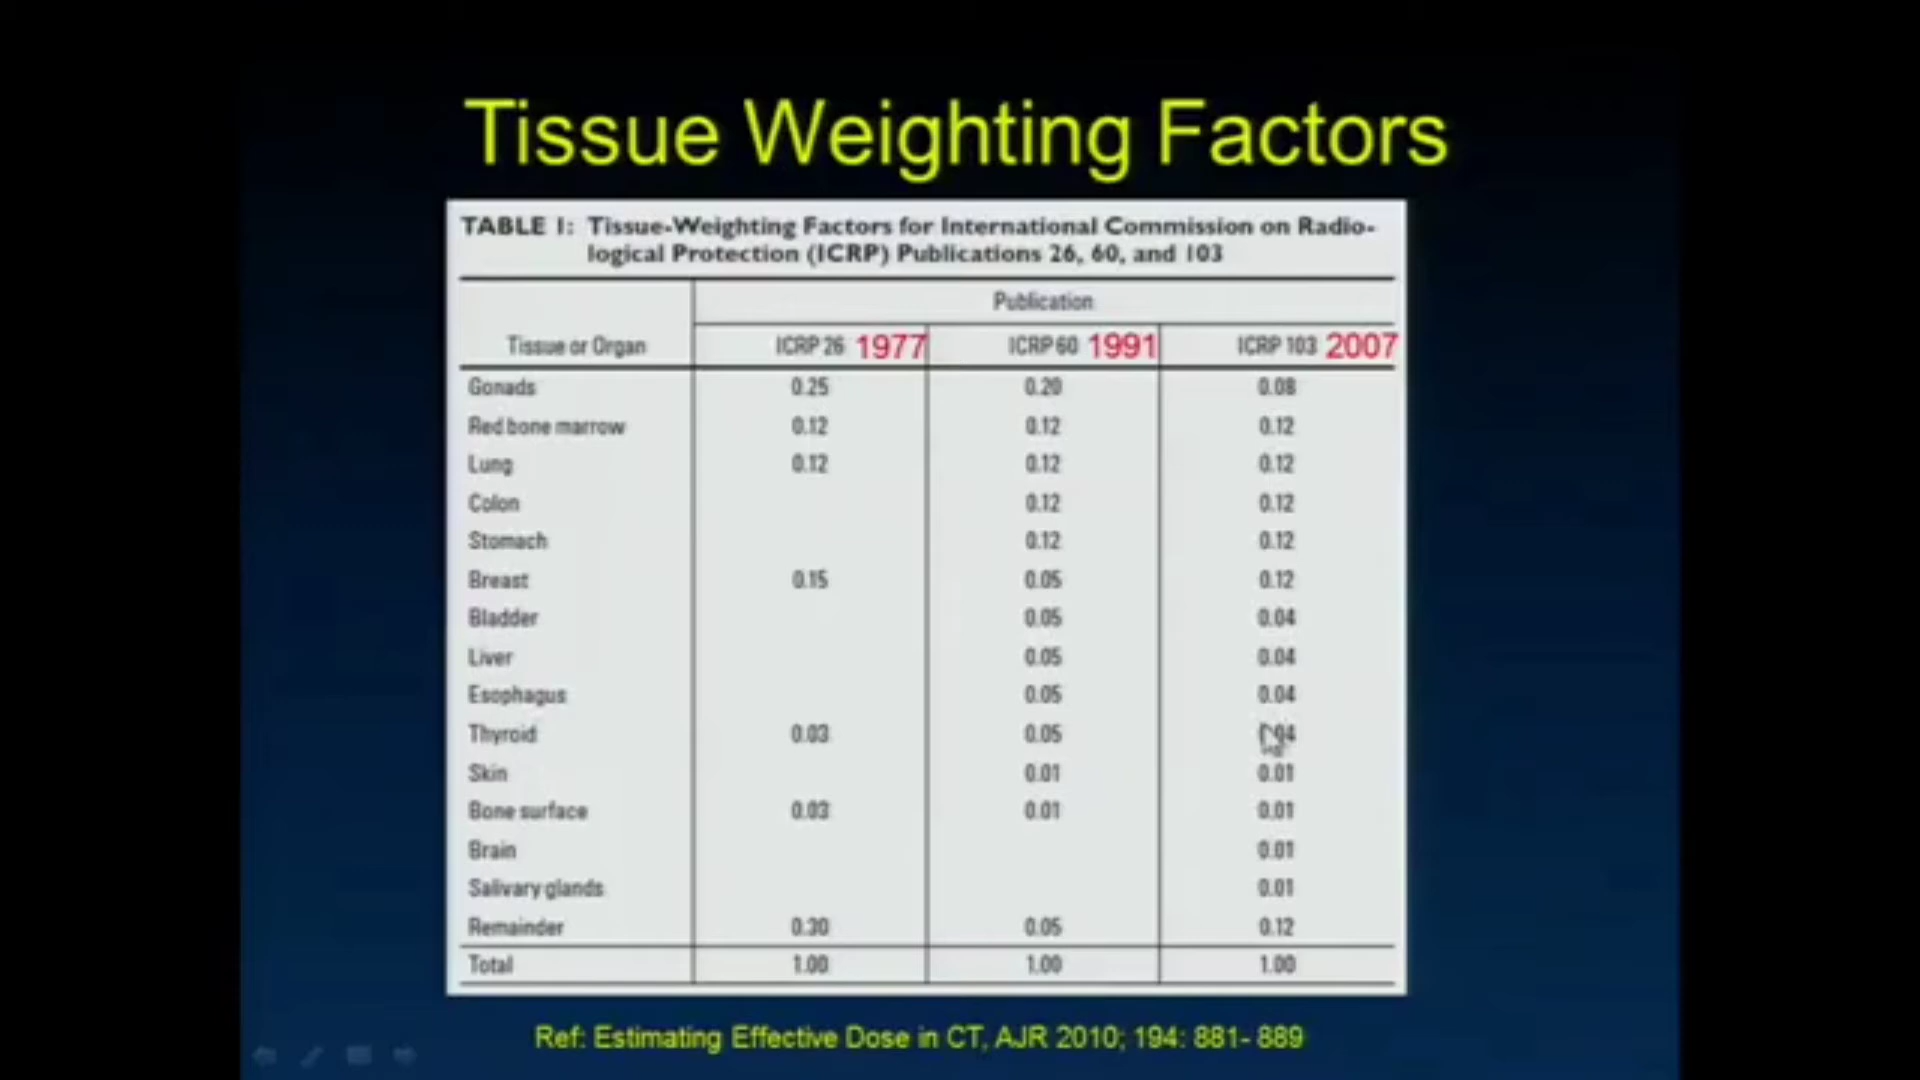 Tissue Weighting Factors
TABLE 1: Tissue-Weighting Factors for International Commission on Radio-
logical Protection (ICRP) Publications 26, 60, and 103
Publication
Tissue or Organ ICRP 26 1977 ICRP 60 1991 ICRP 103 2007
Gonads 0.25 0.20 0.08
Red bone marrow 0.12 0.12 0.12
Lung 0.12 0.12 0.12
Colon 0.12 0.12
Stomach 0.12 0.12
Breast 0.15 0.05 0.12
Bladder 0.05 0.04
Liver 0.05 0.04
Esophagus 0.05 0.04
Thyroid 0.03 0.05
Skin 0.01 0.01
Bone surface 0.03 0.01 0.01
Brain 0.01
Salivary glands 0.01
Remainder 0.30 0.05 0.12
Total 1.00 1.00 1.00
Ref: Estimating Effective Dose in CT, AJR 2010; 194: 881- 889